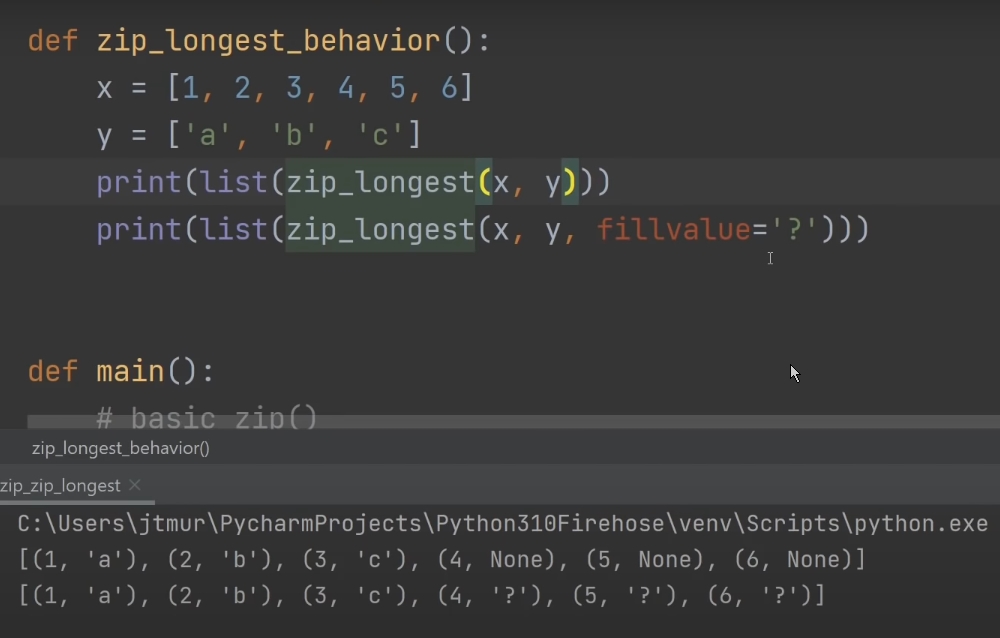 def zip_longest_behavior():
    x = [1, 2, 3, 4, 5, 6]
    y = ['a', 'b', 'c']
    print(list(zip_longest(x, y)))
    print(list(zip_longest(x, y, fillvalue='?')))
def main():
    # basic zip()
zip_longest_behavior()
zip_zip_longest ×
C:\Users\jtmur\PycharmProjects\Python310Firehose\venv\Scripts\python.exe
[(1, 'a'), (2, 'b'), (3, 'c'), (4, None), (5, None), (6, None)]
[(1, 'a'), (2, 'b'), (3, 'c'), (4, '?'), (5, '?'), (6, '?')]